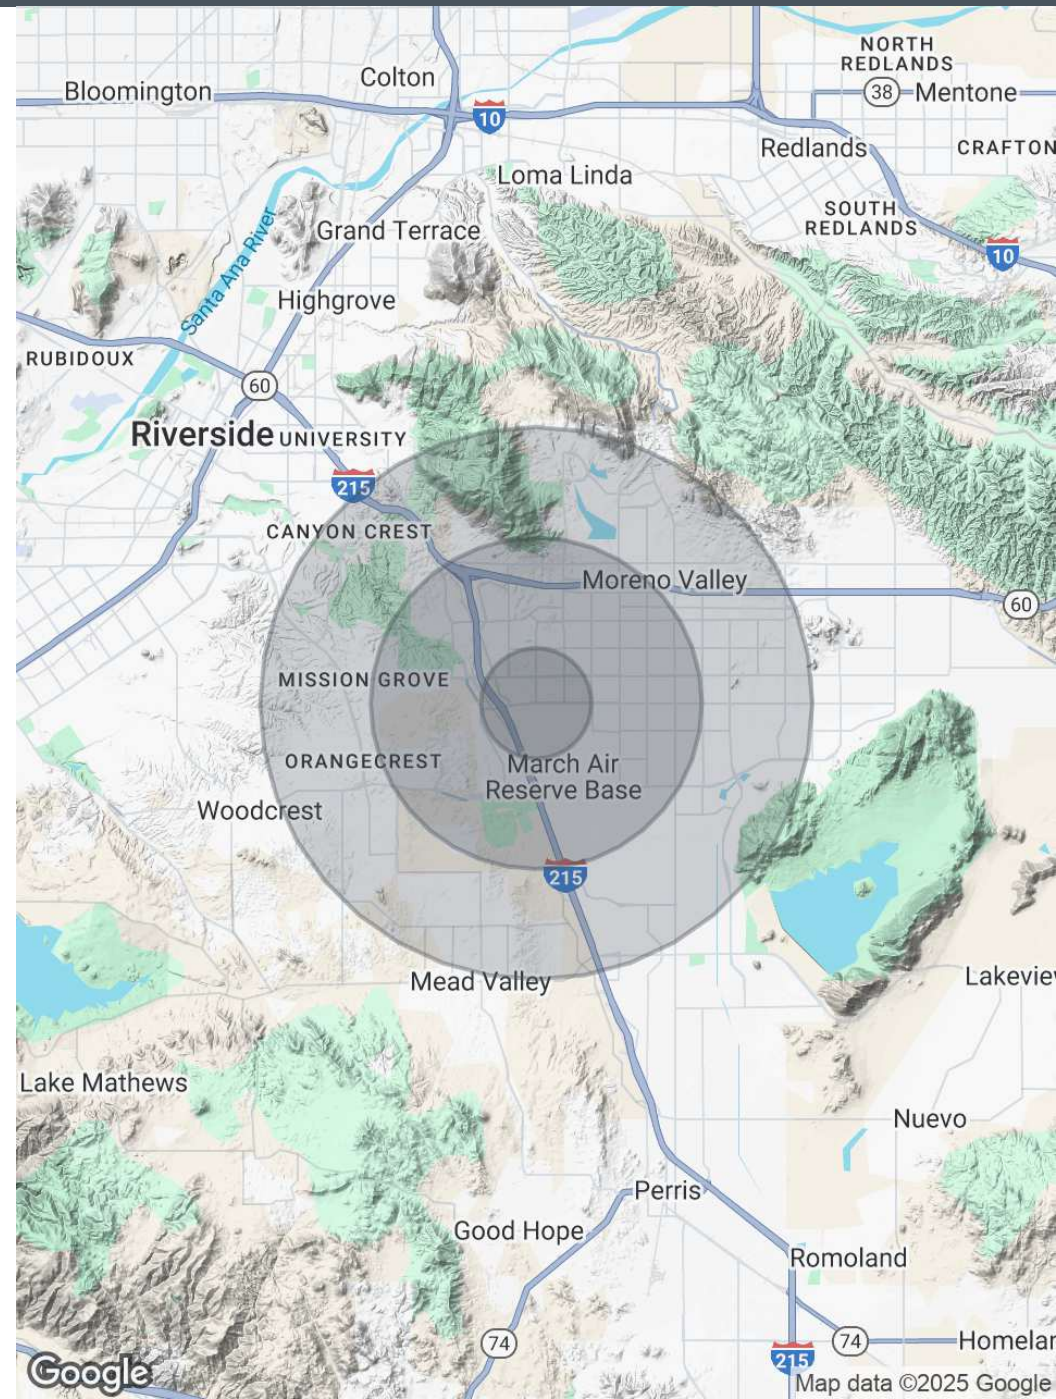 NORTH
REDLANDS
Colton
Bloomington
38
Mentone
10
Redlands
CRAFTON
Loma Linda
SOUTH
REDLANDS
Grand Terrace
10
Santa Ana River
Highgrove
RUBIDOUX
60
Riverside
UNIVERSITY
215
CANYON CREST
Moreno Valley
60
MISSION GROVE
ORANGECREST
March Air
Reserve Base
Woodcrest
215
Mead Valley
Lakeview
Lake Mathews
Nuevo
Perris
Good Hope
Romoland
74
215
74
Homelan
Google
Map data ©2025 Google